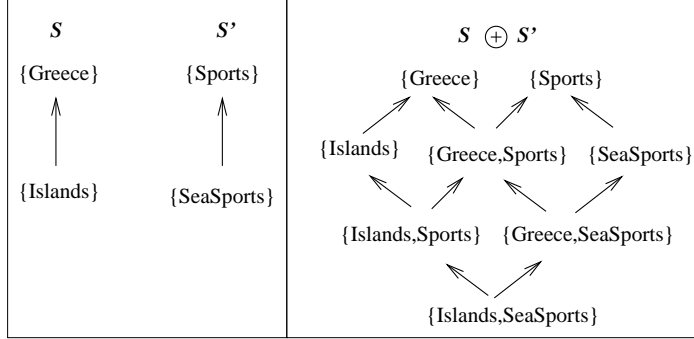 S S’ S ⊕ S’
{Greece} {Sports} {Greece} {Sports}
{Islands} {Greece,Sports} {SeaSports}
{Islands} {SeaSports}
{Islands,Sports} {Greece,SeaSports}
{Islands,SeaSports}